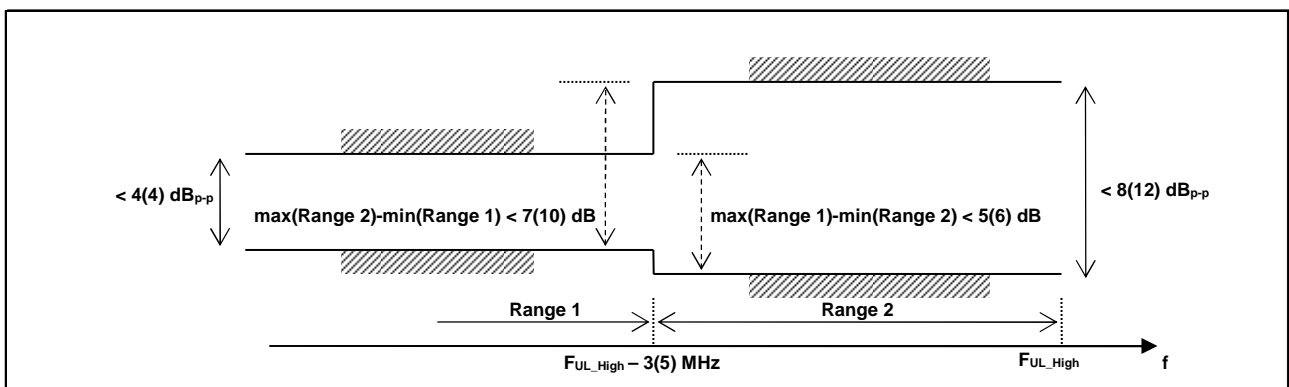 < 4(4) dBp-p
max(Range 2)-min(Range 1) < 7(10) dB
max(Range 1)-min(Range 2) < 5(6) dB
< 8(12) dBp-p
Range 1
Range 2
FUL_High – 3(5) MHz
FUL_High
f